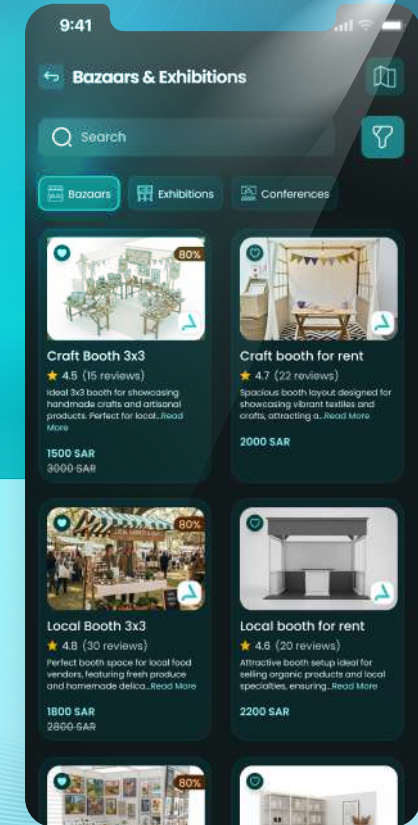 9:41
Bazaars & Exhibitions
Search
Bazaars
Exhibitions
Conferences
80%
Craft Booth 3x3
4.5 (15 reviews)
Ideal 3x3 booth for showcasing
handmade crafts and artisanal
products. Perfect for local...Read
More
1500 SAR
3000 SAR
Craft booth for rent
4.7 (22 reviews)
Spacious booth layout designed for
showcasing vibrant textiles and
crafts, attracting a...Read More
2000 SAR
80%
Local Booth 3x3
4.8 (30 reviews)
Perfect booth space for local food
vendors, featuring fresh produce
and homemade delica...Read More
1800 SAR
2800 SAR
Local booth for rent
4.6 (20 reviews)
Attractive booth setup ideal for
selling organic products and local
specialties, ensuring...Read More
2200 SAR
80%